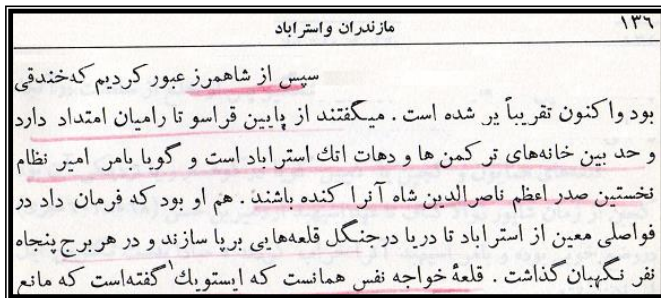 ۱۳۶
مازندران واستراباد
سپس از شاهمرز عبور کردیم که خندقی
بود واکنون تقریباً پر شده است . میگفتند از پایین قراسو تا رامیان امتداد دارد
و حد بین خانه‌های ترکمن ها و دهات اتك استراباد است و گویا بامر امیر نظام
نخستین صدر اعظم ناصرالدین شاه آنرا کنده باشند . هم او بود که فرمان داد در
فواصلی معین از استراباد تا دریا درجنگل قلعه‌هایی برپا سازند و در هر برج پنجاه
نفر نگهبان گذاشت . قلعهٔ خواجه نفس همانست که ایستویك' گفته‌است که مانع